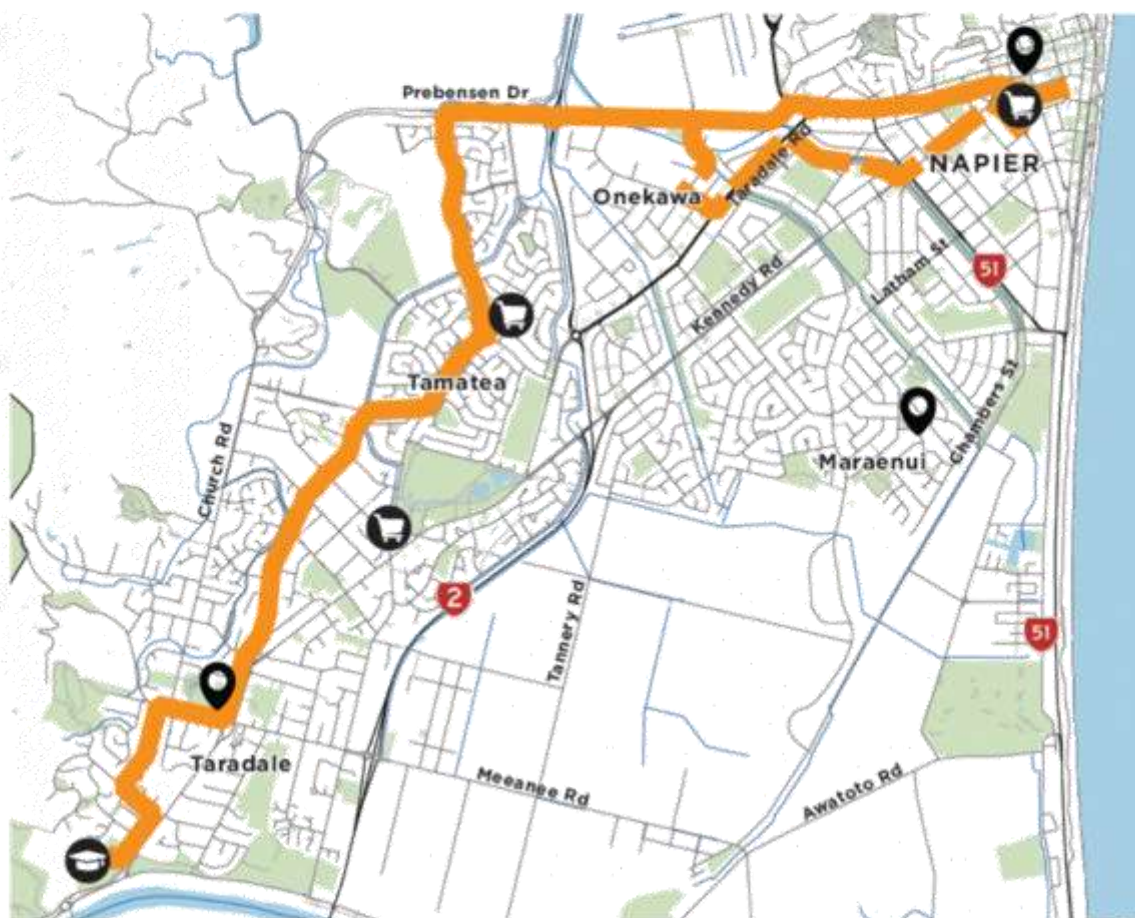 Prebensen Dr
NAPIER
Taradale Rd
Onekawa
51
Latham St
Kennedy Rd
Tamatea
Chambers St
Church Rd
Maraenui
2
Tannery Rd
51
Taradale
Meeanee Rd
Awatoto Rd